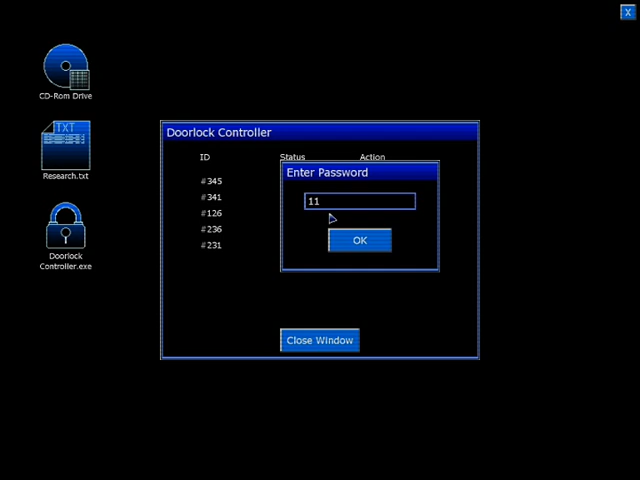 X
CD-Rom Drive
TXT
Research.txt
Doorlock
Controller.exe
Doorlock Controller
ID Status Action
#345
#341
#126
#236
#231
Enter Password
11
OK
Close Window